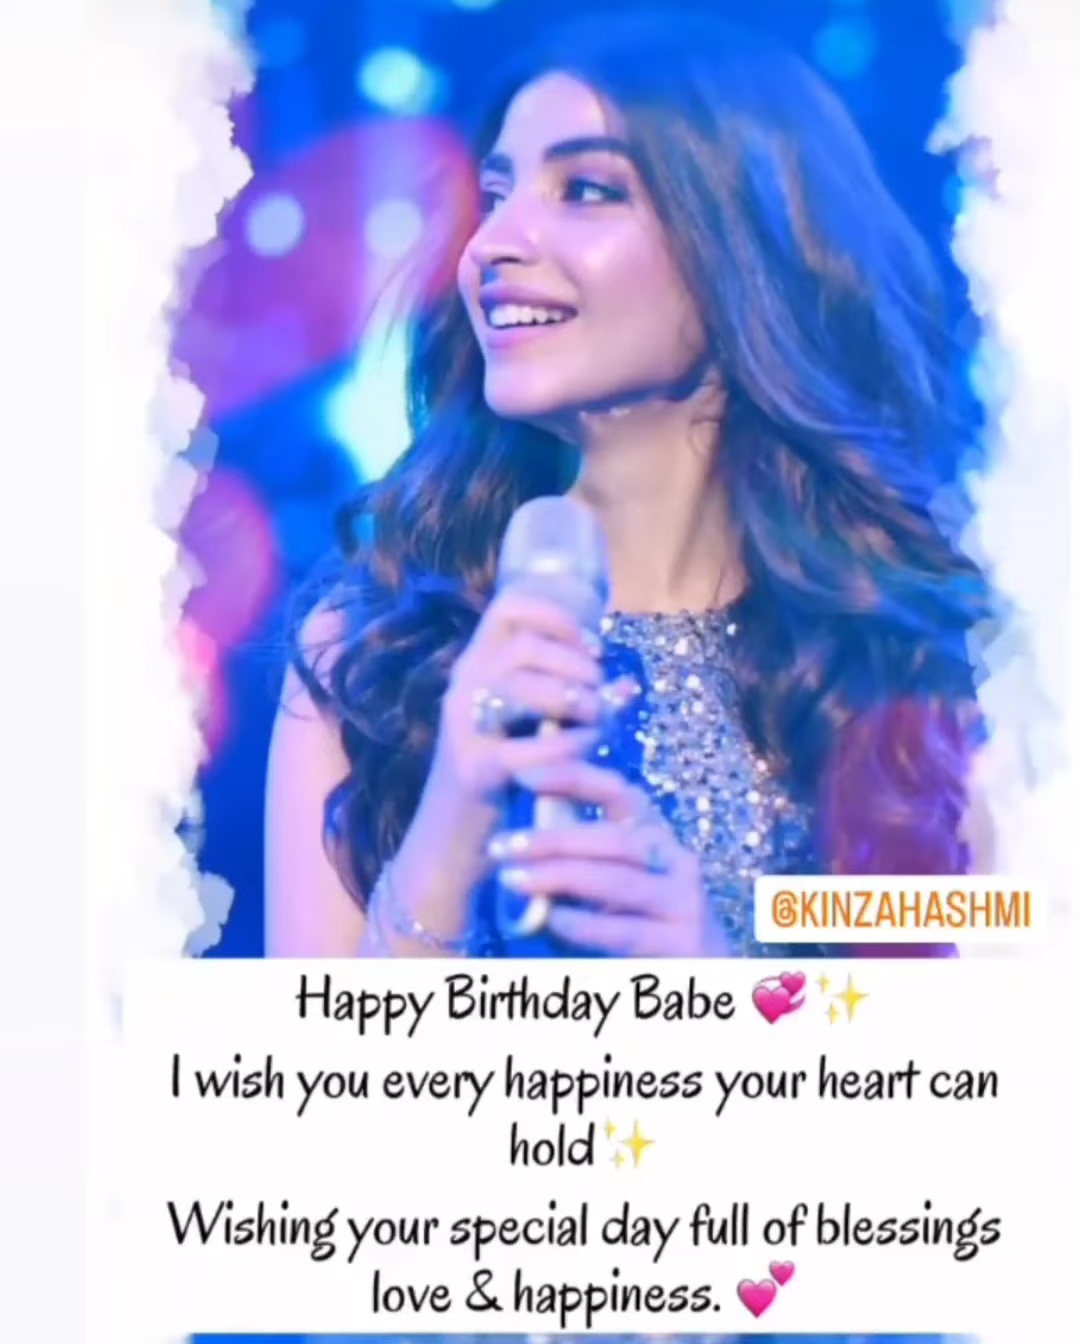 @KINZAHASHMI
Happy Birthday Babe 💞✨
I wish you every happiness your heart can
hold✨
Wishing your special day full of blessings
love & happiness. 💕